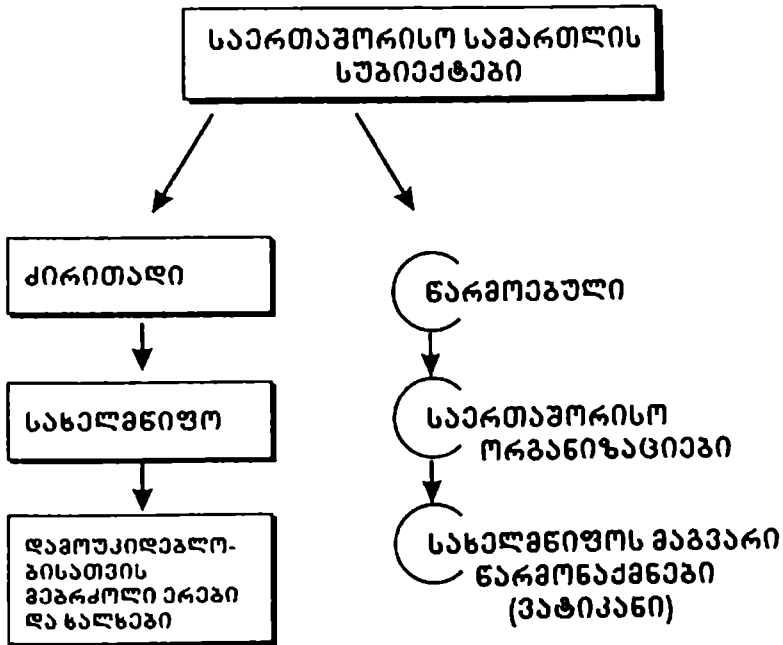 საერთაშორისო სამართლის
სუბიექტები
ძირითადი
წარმოებული
სახელმწიფო
საერთაშორისო
ორგანიზაციები
დამოუკიდებლო-
ბისათვის
მებრძოლი ერები
და ხალხები
სახელმწიფოს მაგვარი
წარმონაქმნები
(ვატიკანი)